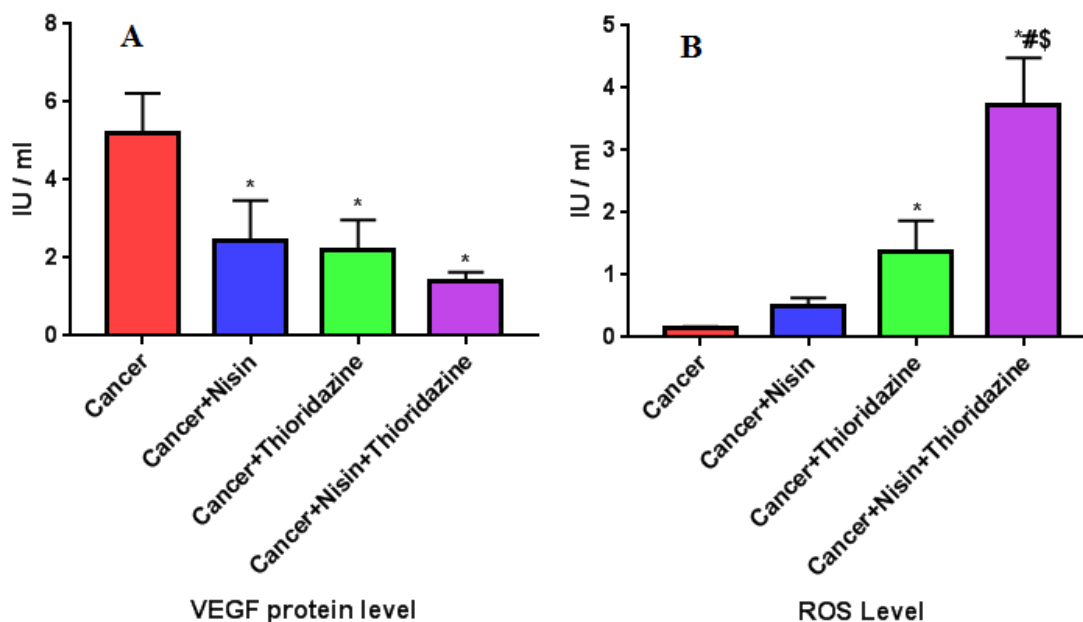 A
IU / ml
8
6
4
2
0
*
*
*
Cancer
Cancer+Nisin
Cancer+Thioridazine
Cancer+Nisin+Thioridazine
VEGF protein level
B
IU / ml
5
4
3
2
1
0
*
*#$
Cancer
Cancer+Nisin
Cancer+Thioridazine
Cancer+Nisin+Thioridazine
ROS Level